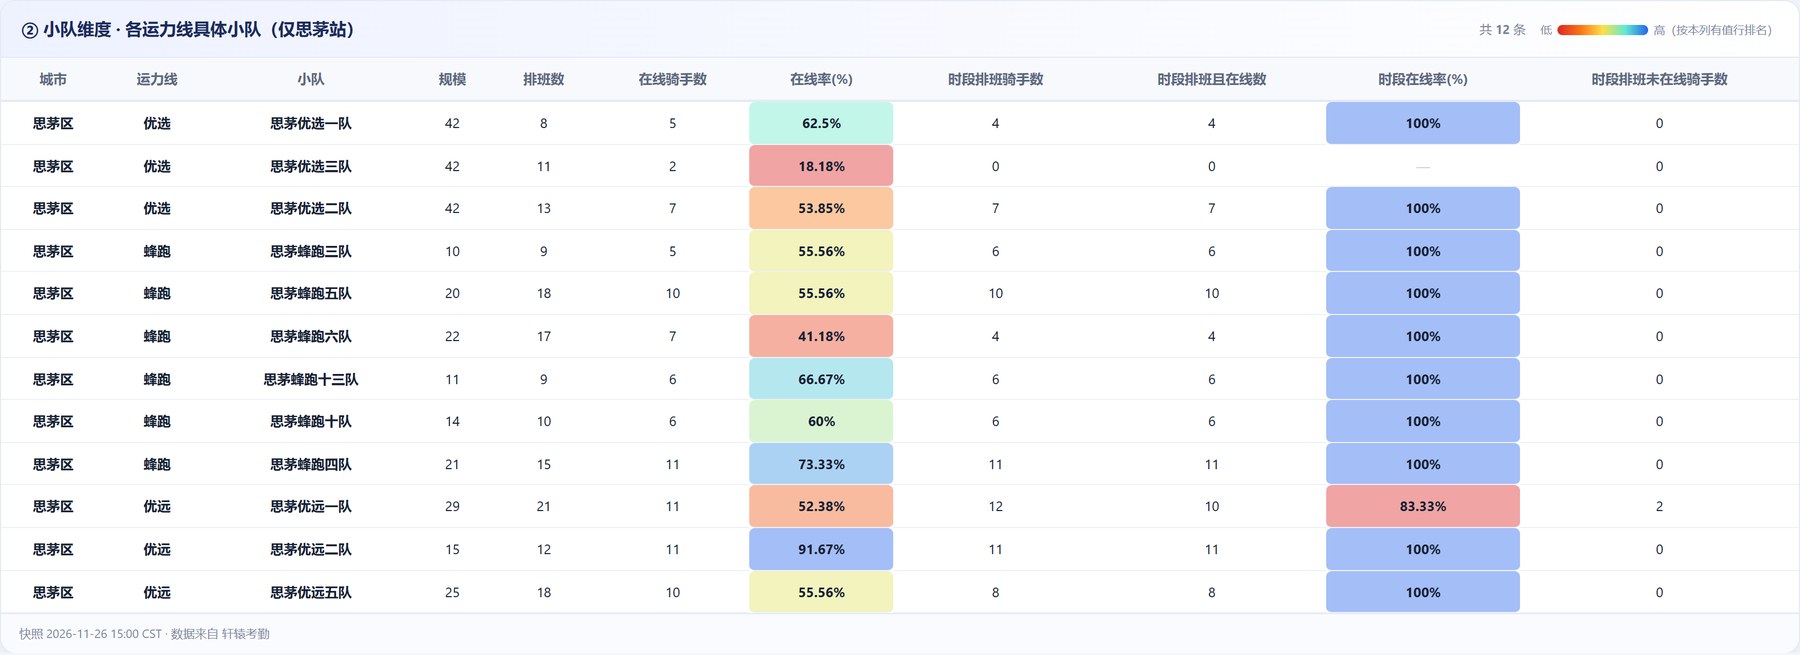 ② 小队维度 · 各运力线具体小队（仅思茅站）
共 12 条 低 高 (按本列有值行排名)
城市 运力线 小队 规模 排班数 在线骑手数 在线率(%) 时段排班骑手数 时段排班且在线数 时段在线率(%) 时段排班未在线骑手数
思茅区 优选 思茅优选一队 42 8 5 62.5% 4 4 100% 0
思茅区 优选 思茅优选三队 42 11 2 18.18% 0 0 — 0
思茅区 优选 思茅优选二队 42 13 7 53.85% 7 7 100% 0
思茅区 蜂跑 思茅蜂跑三队 10 9 5 55.56% 6 6 100% 0
思茅区 蜂跑 思茅蜂跑五队 20 18 10 55.56% 10 10 100% 0
思茅区 蜂跑 思茅蜂跑六队 22 17 7 41.18% 4 4 100% 0
思茅区 蜂跑 思茅蜂跑十三队 11 9 6 66.67% 6 6 100% 0
思茅区 蜂跑 思茅蜂跑十队 14 10 6 60% 6 6 100% 0
思茅区 蜂跑 思茅蜂跑四队 21 15 11 73.33% 11 11 100% 0
思茅区 优远 思茅优远一队 29 21 11 52.38% 12 10 83.33% 2
思茅区 优远 思茅优远二队 15 12 11 91.67% 11 11 100% 0
思茅区 优远 思茅优远五队 25 18 10 55.56% 8 8 100% 0
快照 2026-11-26 15:00 CST · 数据来自 轩辕考勤